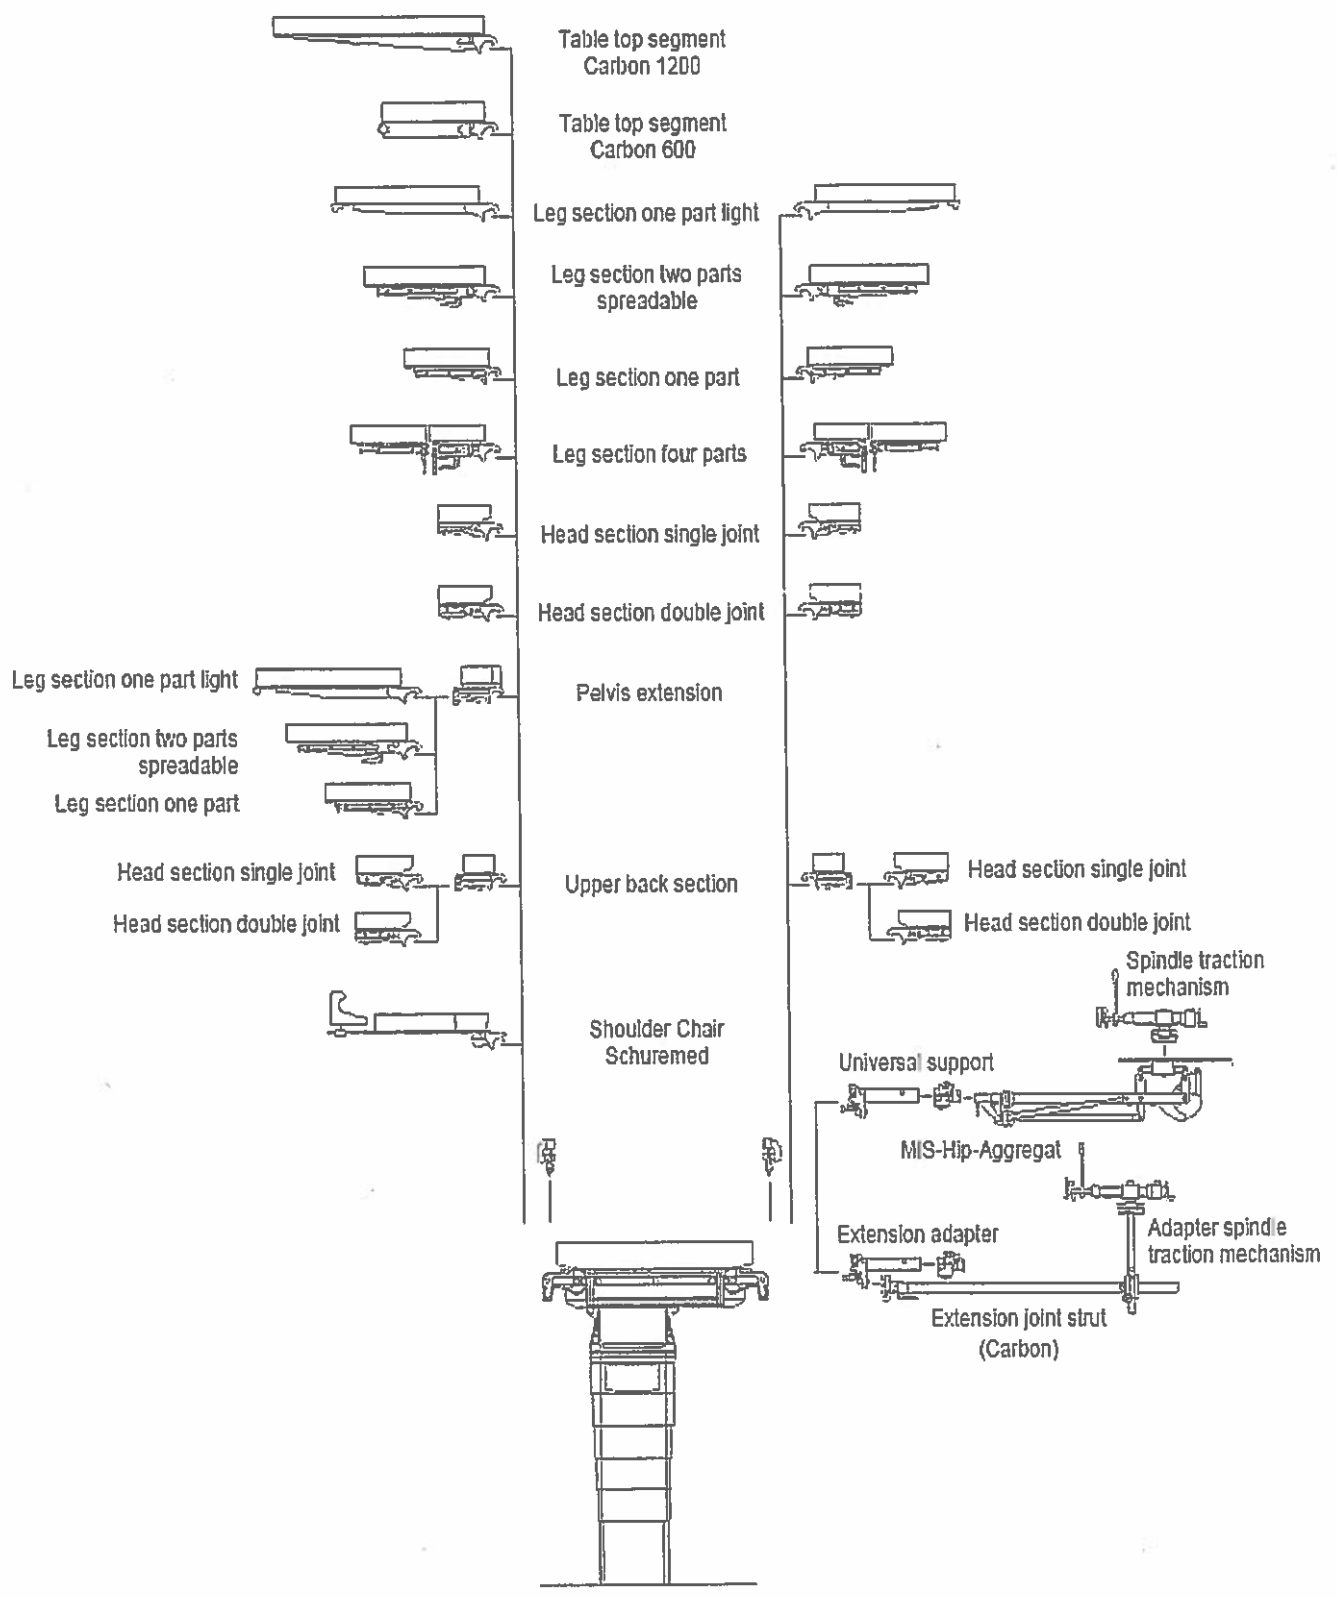 Table top segment
Carbon 1200
Table top segment
Carbon 600
Leg section one part light
Leg section two parts
spreadable
Leg section one part
Leg section four parts
Head section single joint
Head section double joint
Leg section one part light
Pelvis extension
Leg section two parts
spreadable
Leg section one part
Head section single joint
Upper back section
Head section single joint
Head section double joint
Head section double joint
Spindle traction
mechanism
Shoulder Chair
Schuremed
Universal support
MIS-Hip-Aggregat
Extension adapter
Adapter spindle
traction mechanism
Extension joint strut
(Carbon)